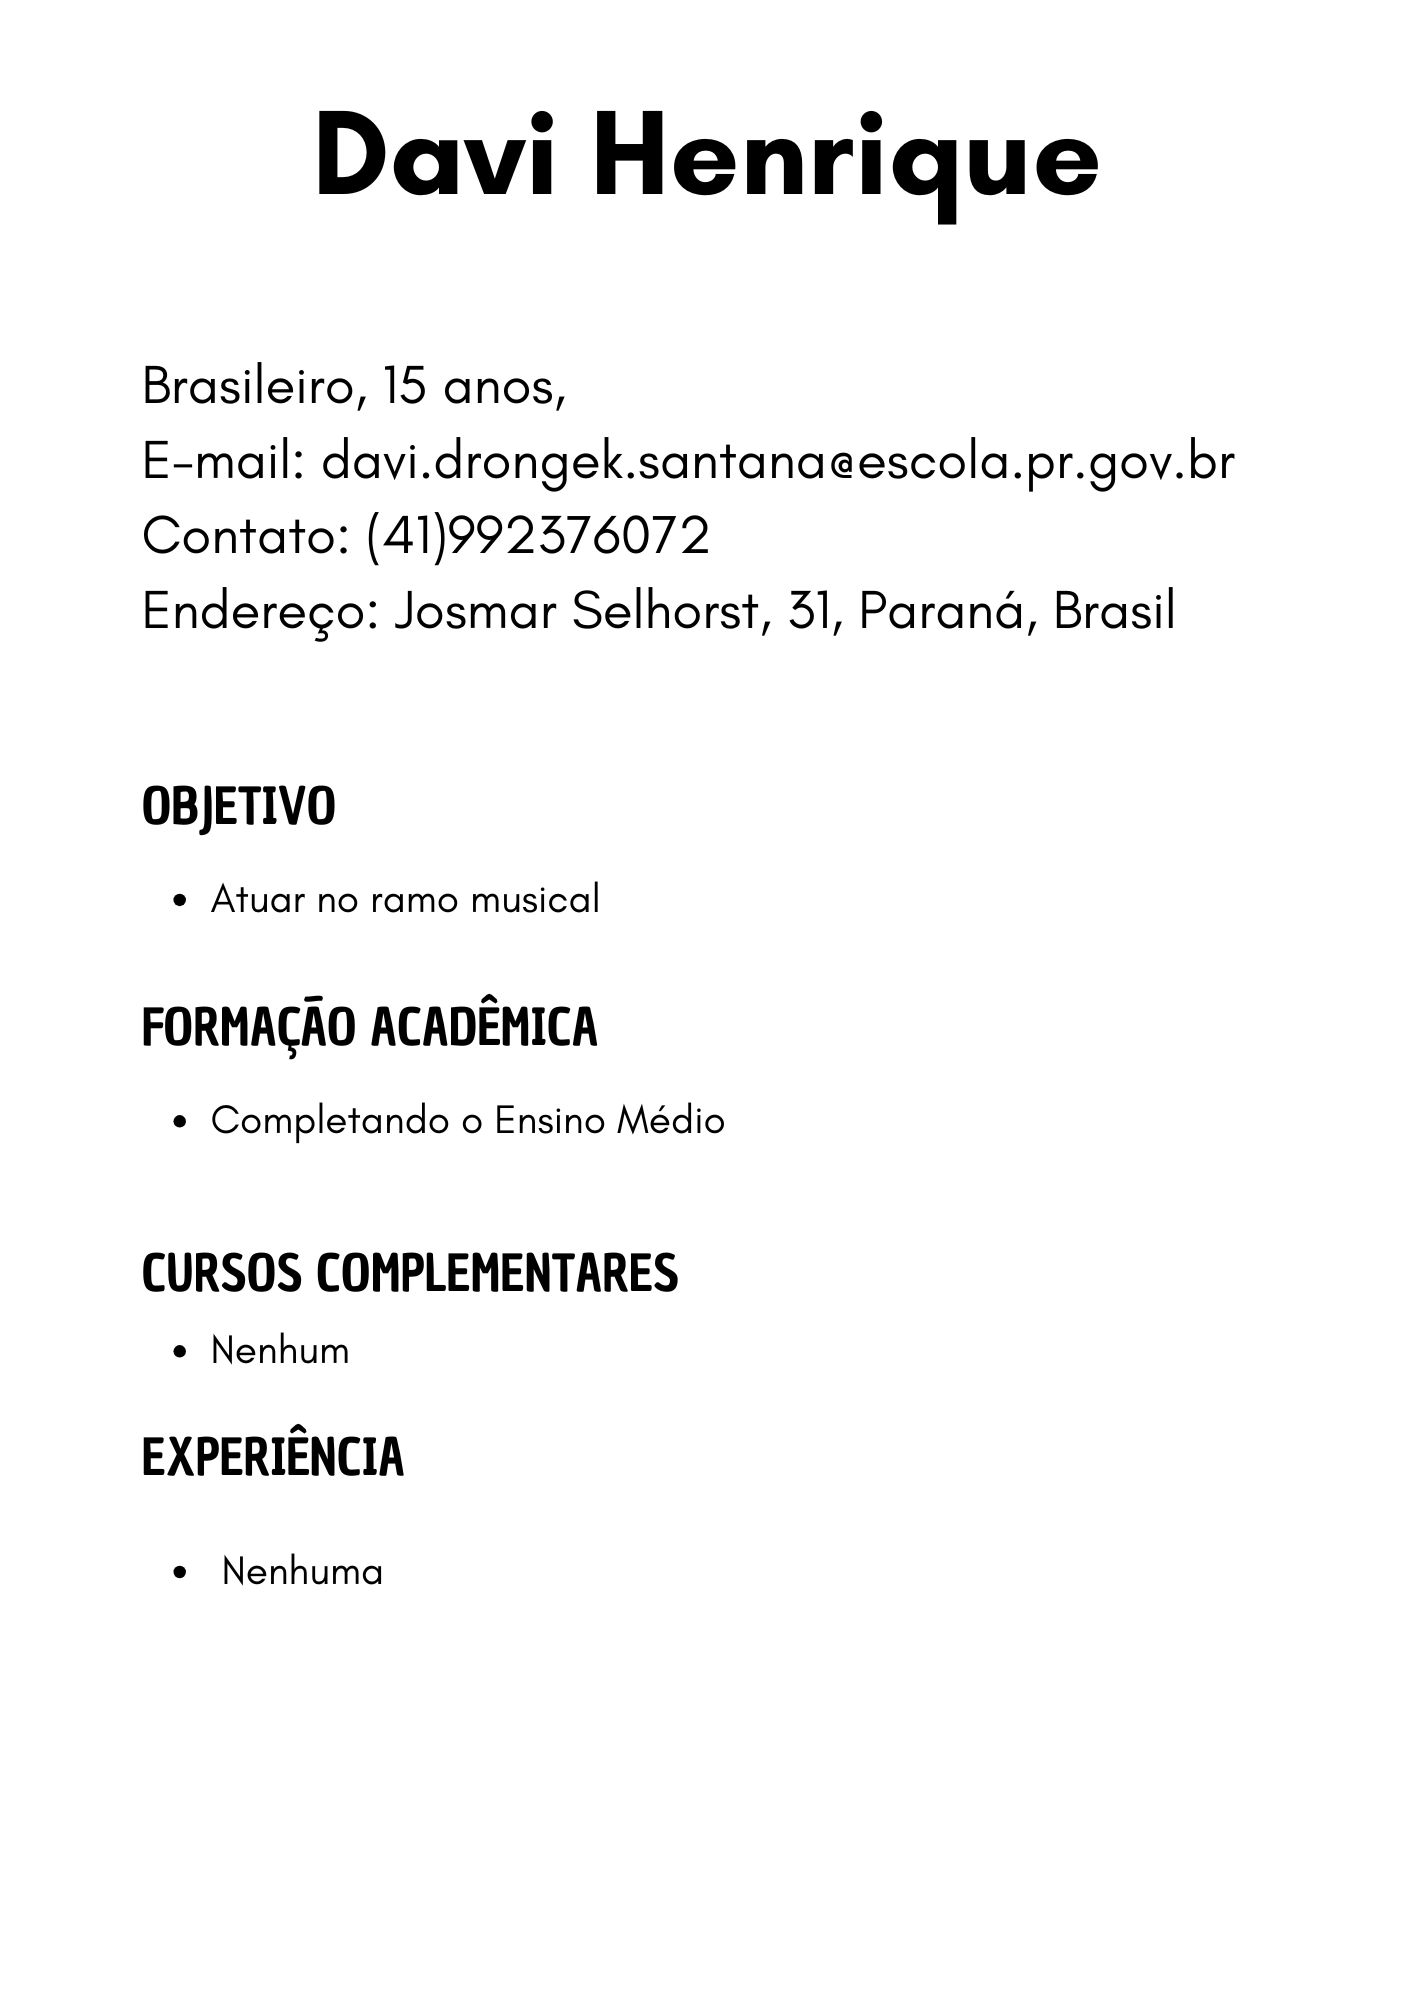 Davi Henrique
Brasileiro, 15 anos,
E-mail: davi.drongek.santana@escola.pr.gov.br
Contato: (41)992376072
Endereço: Josmar Selhorst, 31, Paraná, Brasil
OBJETIVO
• Atuar no ramo musical
FORMAÇÃO ACADÊMICA
• Completando o Ensino Médio
CURSOS COMPLEMENTARES
• Nenhum
EXPERIÊNCIA
• Nenhuma